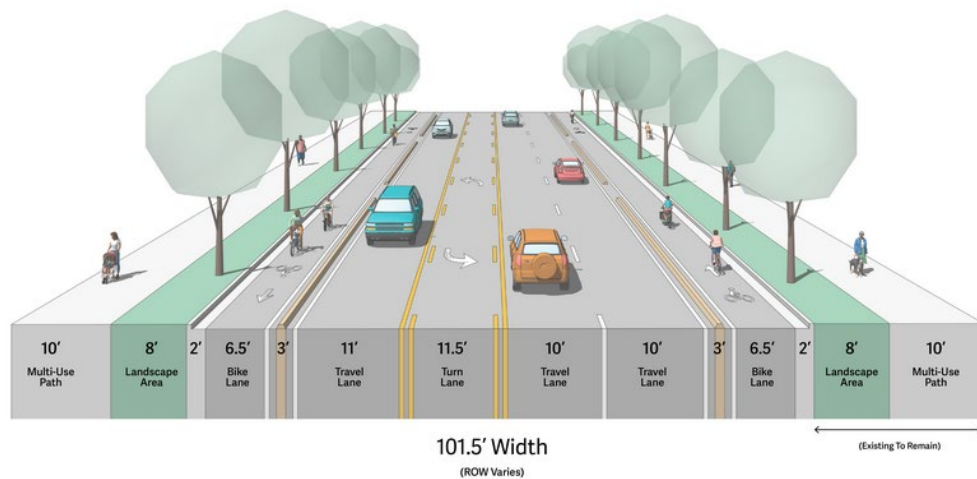 10′
Multi-Use
Path
8′
Landscape
Area
2′
6.5′
Bike
Lane
3′
11′
Travel
Lane
11.5′
Turn
Lane
10′
Travel
Lane
10′
Travel
Lane
3′
6.5′
Bike
Lane
2′
8′
Landscape
Area
10′
Multi-Use
Path
101.5′ Width
(ROW Varies)
(Existing To Remain)